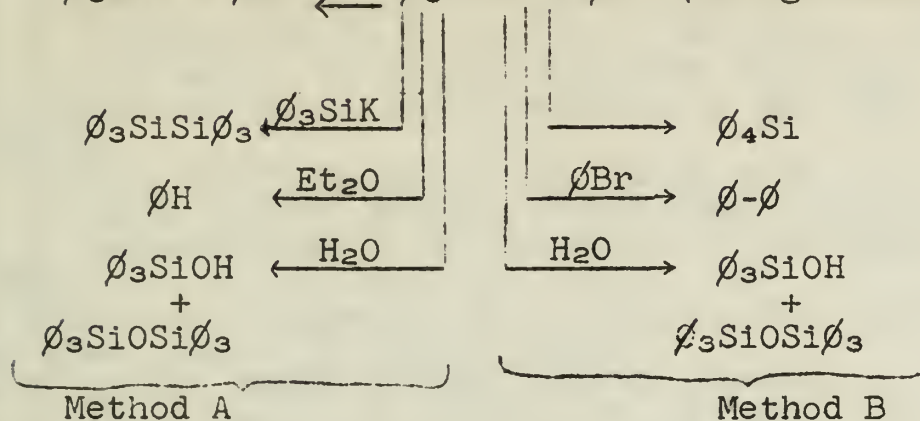 Ø₃SiSiØ₃ Ø₃SiK Ø₄Si
ØH Et₂O ØBr Ø-Ø
Ø₃SiOH H₂O H₂O Ø₃SiOH
+ +
Ø₃SiOSiØ₃ Ø₃SiOSiØ₃
Method A Method B